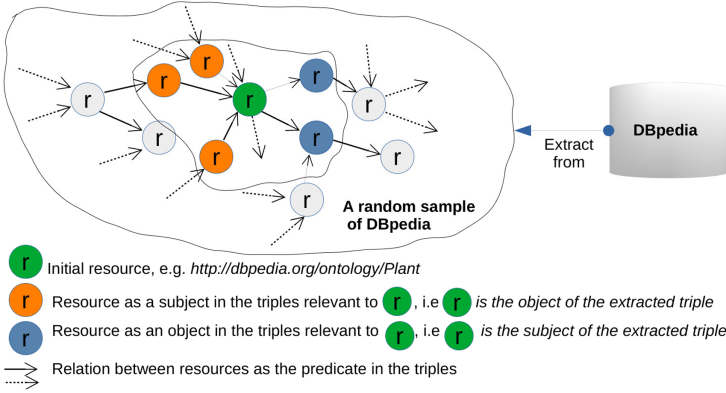 r
r
r
r
r
r
r
r
r
r
r
DBpedia
Extract
from
A random sample
of DBpedia
r Initial resource, e.g. http://dbpedia.org/ontology/Plant
r Resource as a subject in the triples relevant to r , i.e r is the object of the extracted triple
r Resource as an object in the triples relevant to r , i.e r is the subject of the extracted triple
Relation between resources as the predicate in the triples